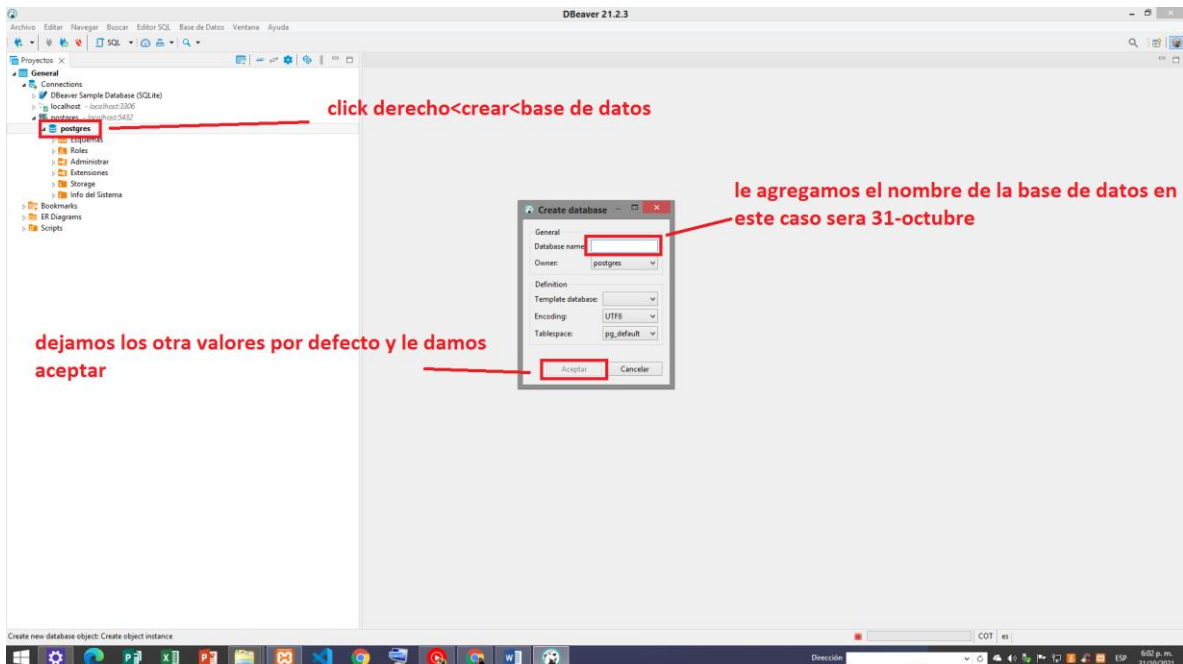 DBeaver 21.2.3
Archivo Editar Navegar Buscar Editor SQL Base de Datos Ventana Ayuda
SQL
Proyectos
General
Connections
DBeaver Sample Database (SQLite)
localhost - localhost:3306
postgres - localhost:5432
postgres
Esquemas
Roles
Administrar
Extensiones
Storage
Info del Sistema
Bookmarks
ER Diagrams
Scripts
click derecho<crear<base de datos
le agregamos el nombre de la base de datos en
este caso sera 31-octubre
Create database
General
Database name
Owner: postgres
Definition
Template database:
Encoding: UTF8
Tablespace: pg_default
Aceptar Cancelar
dejamos los otra valores por defecto y le damos
aceptar
Create new database object: Create object instance
COT es
Dirección
ESP
6:02 p. m.
31/10/2021